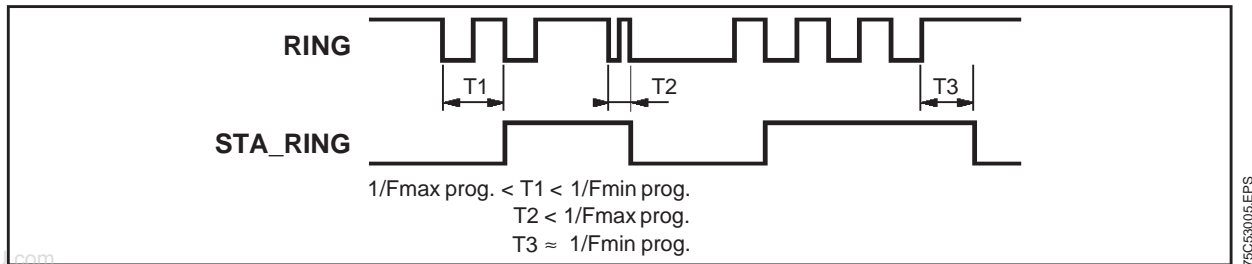 RING
T1
T2
T3
STA_RING
1/Fmax prog. < T1 < 1/Fmin prog.
T2 < 1/Fmax prog.
T3 ≈ 1/Fmin prog.
75C53005.EPS
.com